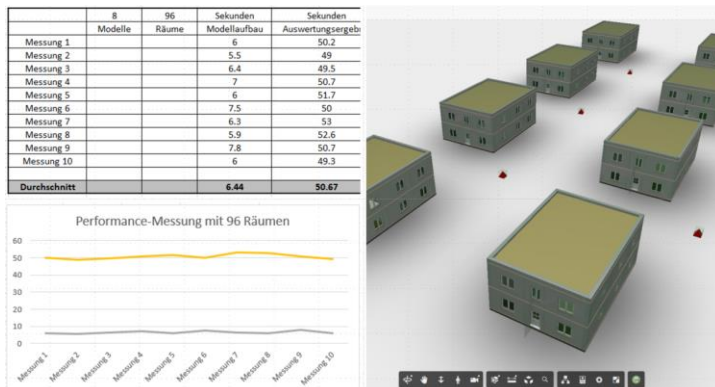 8 96 Sekunden Sekunden
Modelle Räume Modellaufbau Auswertungsergeb
Messung 1 6 50.2
Messung 2 5.5 49
Messung 3 6.4 49.5
Messung 4 7 50.7
Messung 5 6 51.7
Messung 6 7.5 50
Messung 7 6.3 53
Messung 8 5.9 52.6
Messung 9 7.8 50.7
Messung 10 6 49.3
Durchschnitt 6.44 50.67
Performance-Messung mit 96 Räumen
60
50
40
30
20
10
0
Messung 1 Messung 2 Messung 3 Messung 4 Messung 5 Messung 6 Messung 7 Messung 8 Messung 9 Messung 10